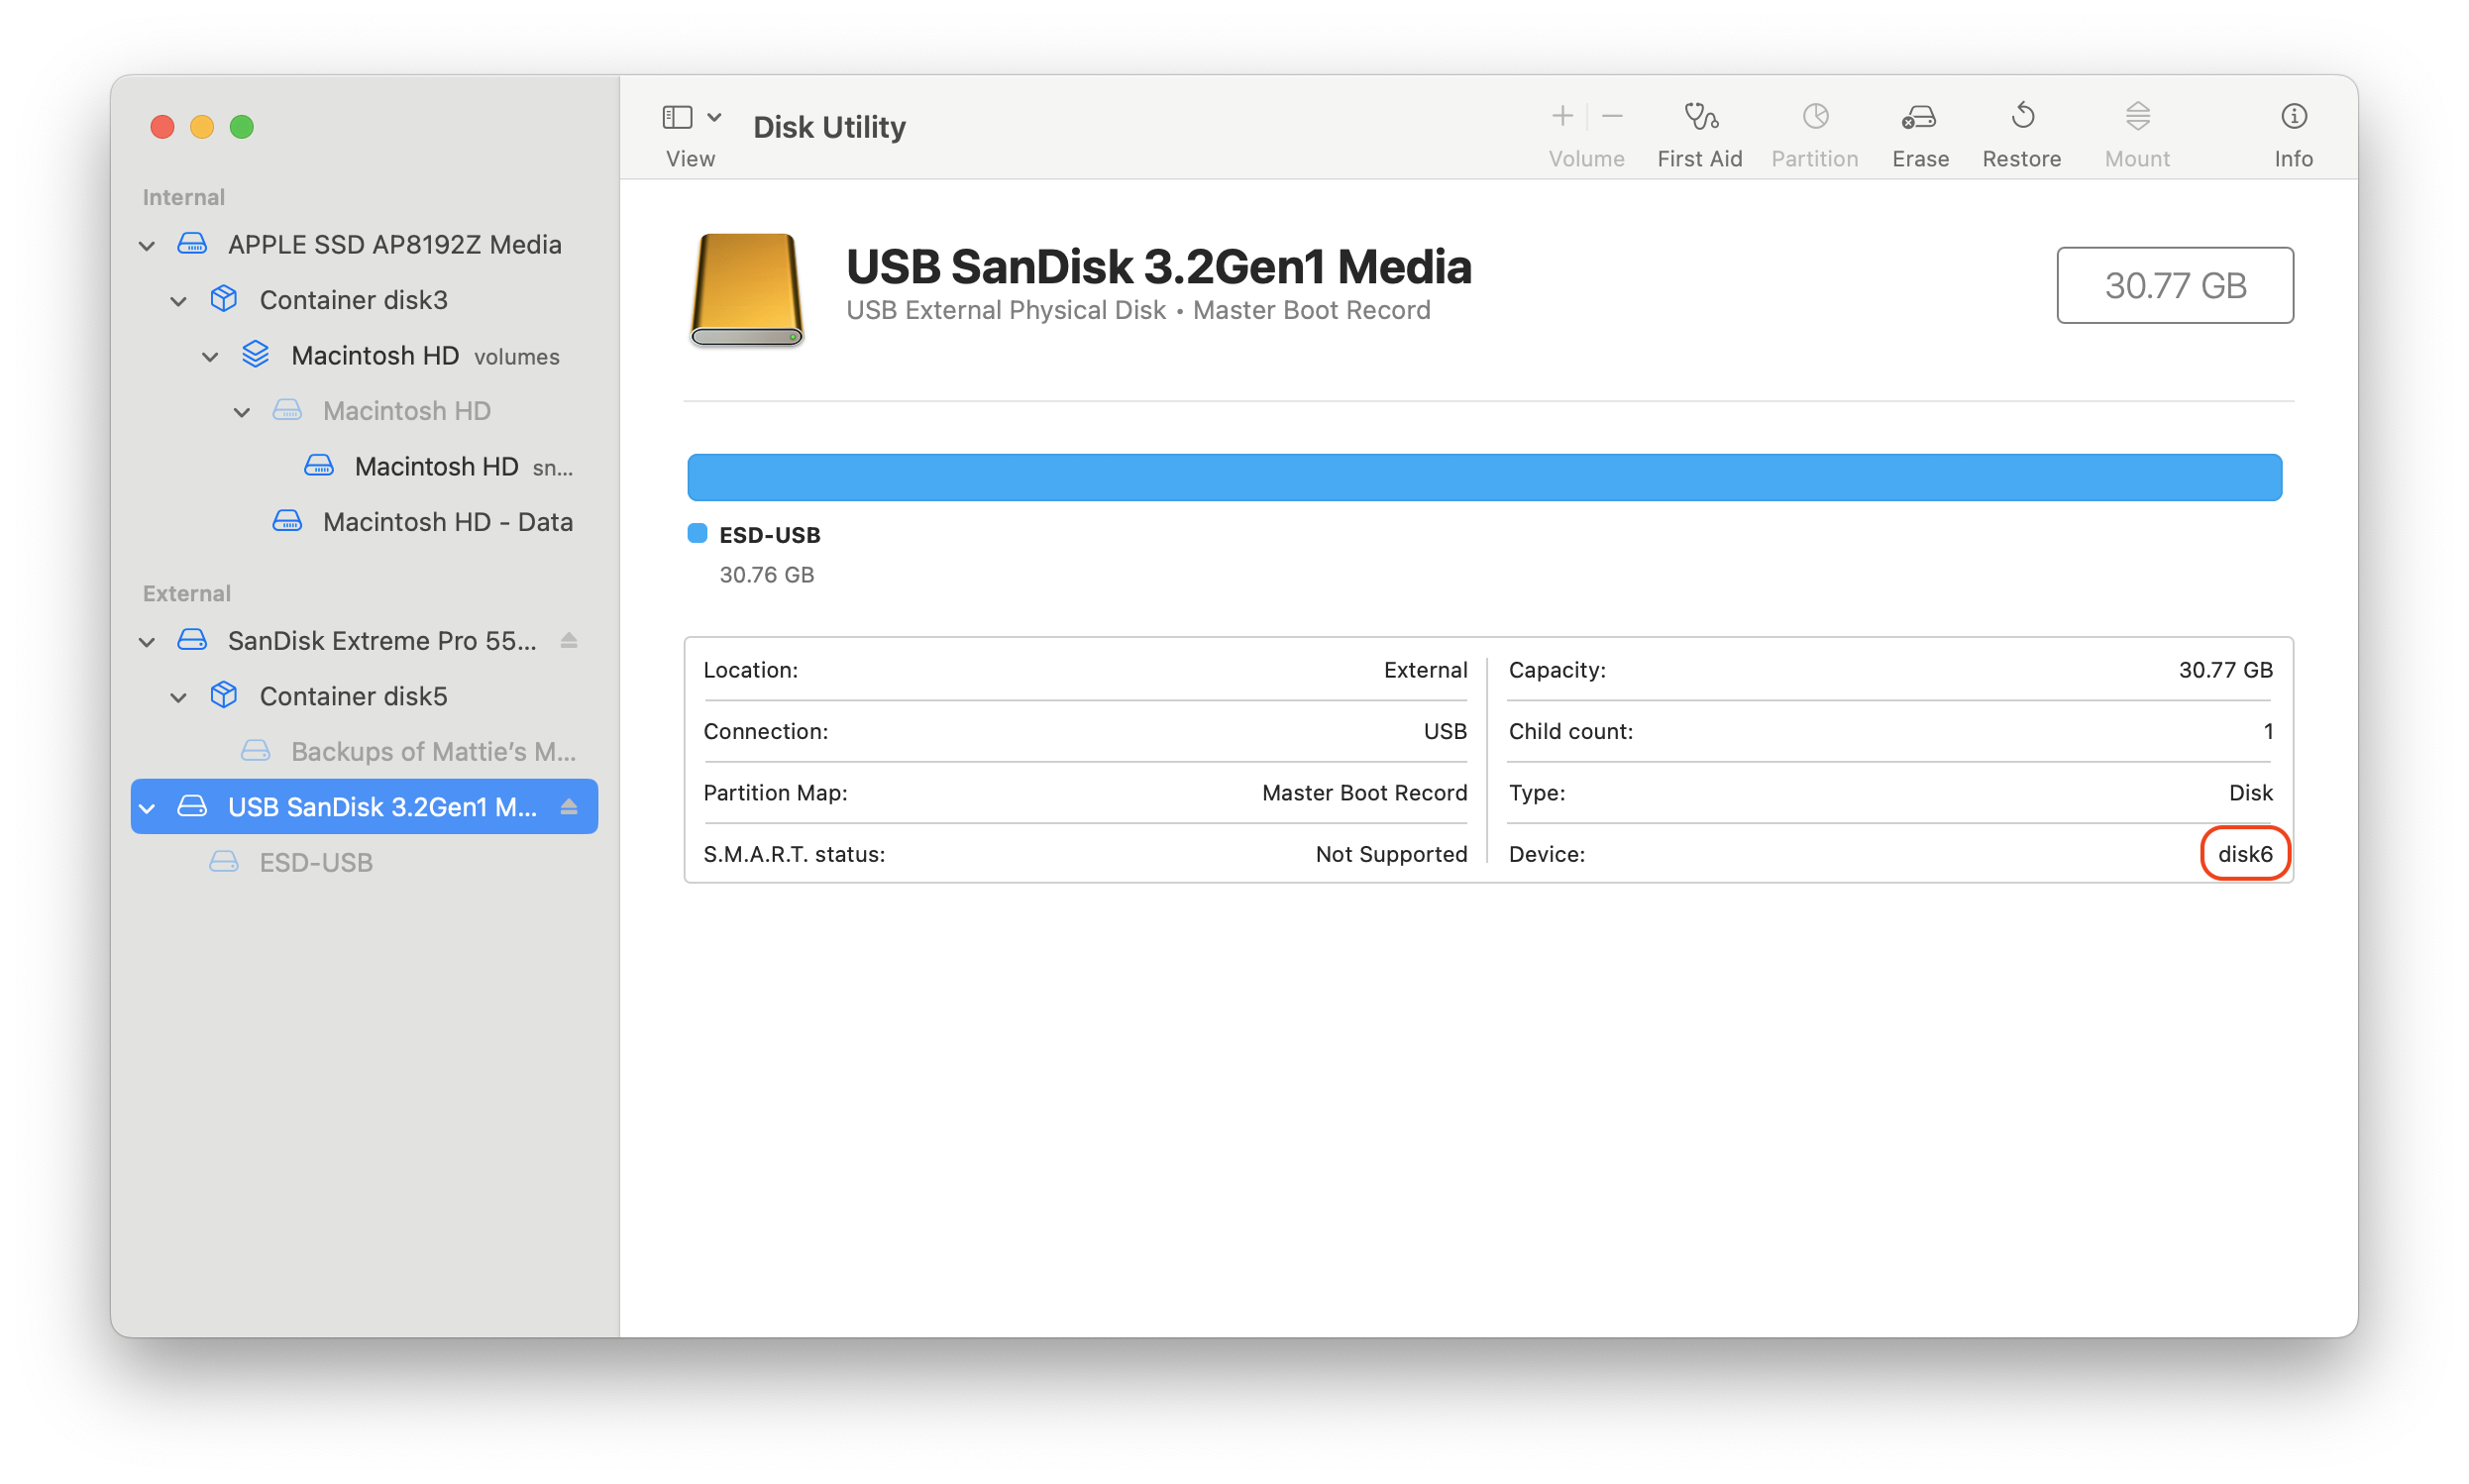 Disk Utility
View
Volume
First Aid
Partition
Erase
Restore
Mount
Info
Internal
APPLE SSD AP8192Z Media
Container disk3
Macintosh HD volumes
Macintosh HD
Macintosh HD sn...
Macintosh HD - Data
External
SanDisk Extreme Pro 55...
Container disk5
Backups of Mattie’s M...
USB SanDisk 3.2Gen1 M...
ESD-USB
USB SanDisk 3.2Gen1 Media
USB External Physical Disk • Master Boot Record
30.77 GB
ESD-USB
30.76 GB
Location: External
Connection: USB
Partition Map: Master Boot Record
S.M.A.R.T. status: Not Supported
Capacity: 30.77 GB
Child count: 1
Type: Disk
Device: disk6